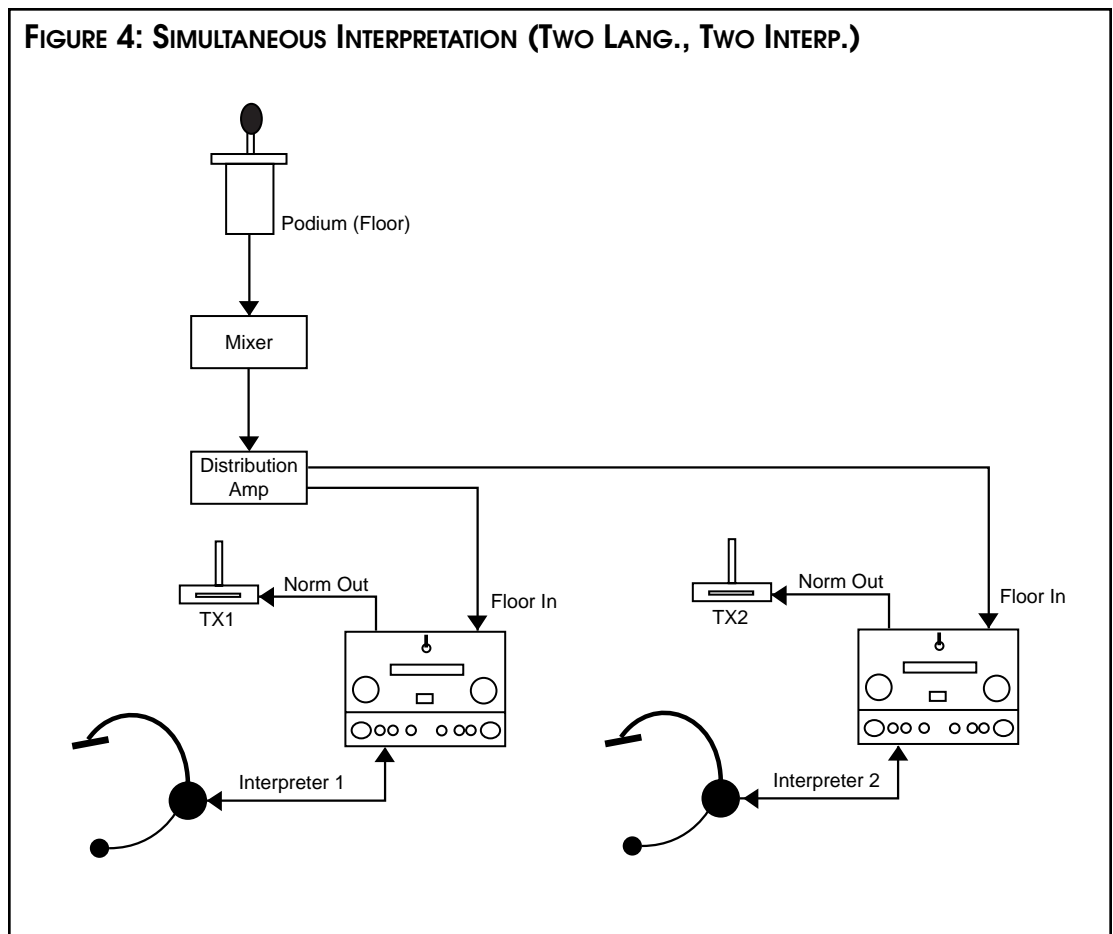 FIGURE 4: SIMULTANEOUS INTERPRETATION (TWO LANG., TWO INTERP.)
Podium (Floor)
Mixer
Distribution
Amp
Norm Out
TX1
Floor In
Norm Out
TX2
Floor In
Interpreter 1
Interpreter 2